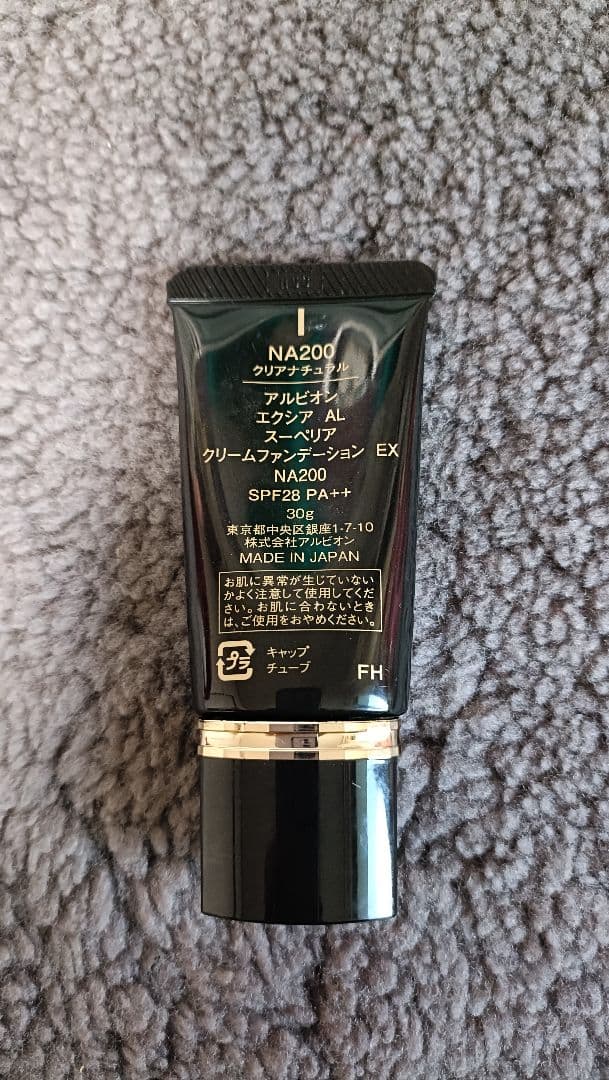 NA200
クリアナチュラル
アルビオン
エクシア AL
スーペリア
クリームファンデーション EX
NA200
SPF28 PA++
30g
東京都中央区銀座1-7-10
株式会社アルビオン
MADE IN JAPAN
お肌に異常が生じていない
かよく注意して使用してくだ
さい。お肌に合わないとき
は、ご使用をおやめください。
プラ
キャップ
チューブ
FH